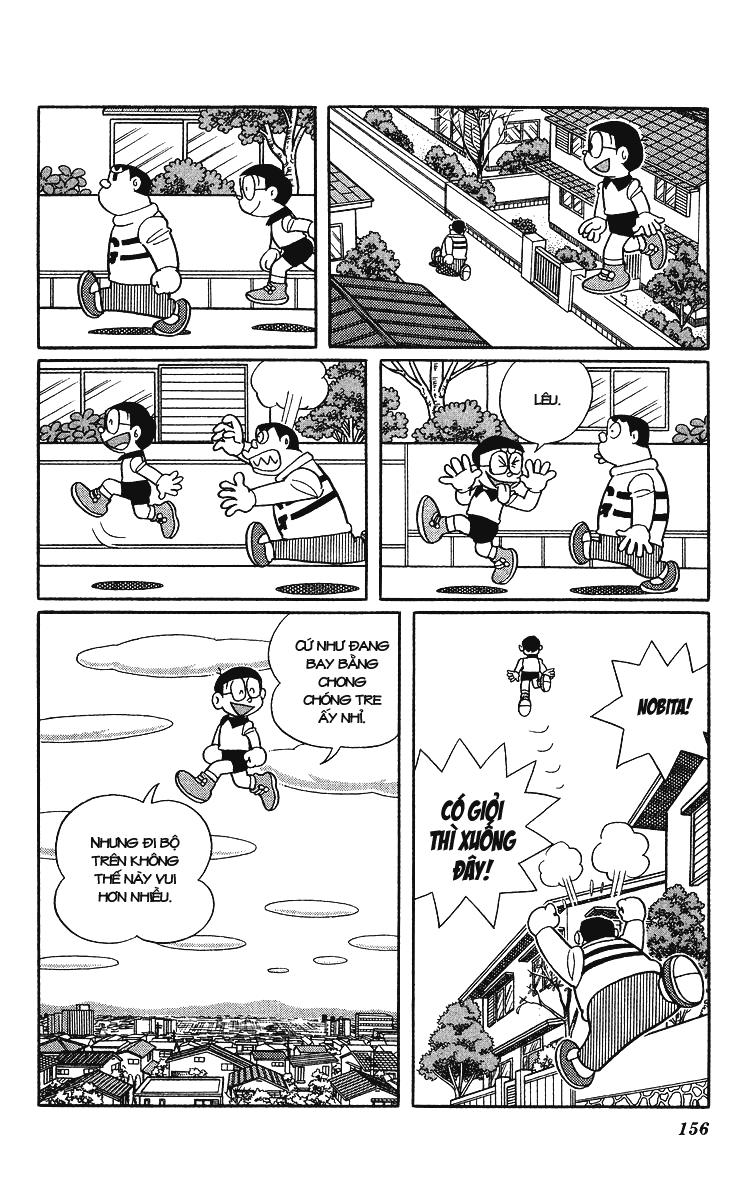 LÊU.
CỨ NHƯ ĐANG
BAY BẰNG
CHONG
CHÓNG TRE
ẤY NHỈ.
NHƯNG ĐI BỘ
TRÊN KHÔNG
THẾ NÀY VUI
HƠN NHIỀU.
NOBITA!
CÓ GIỎI
THÌ XUỐNG
ĐÂY!
156